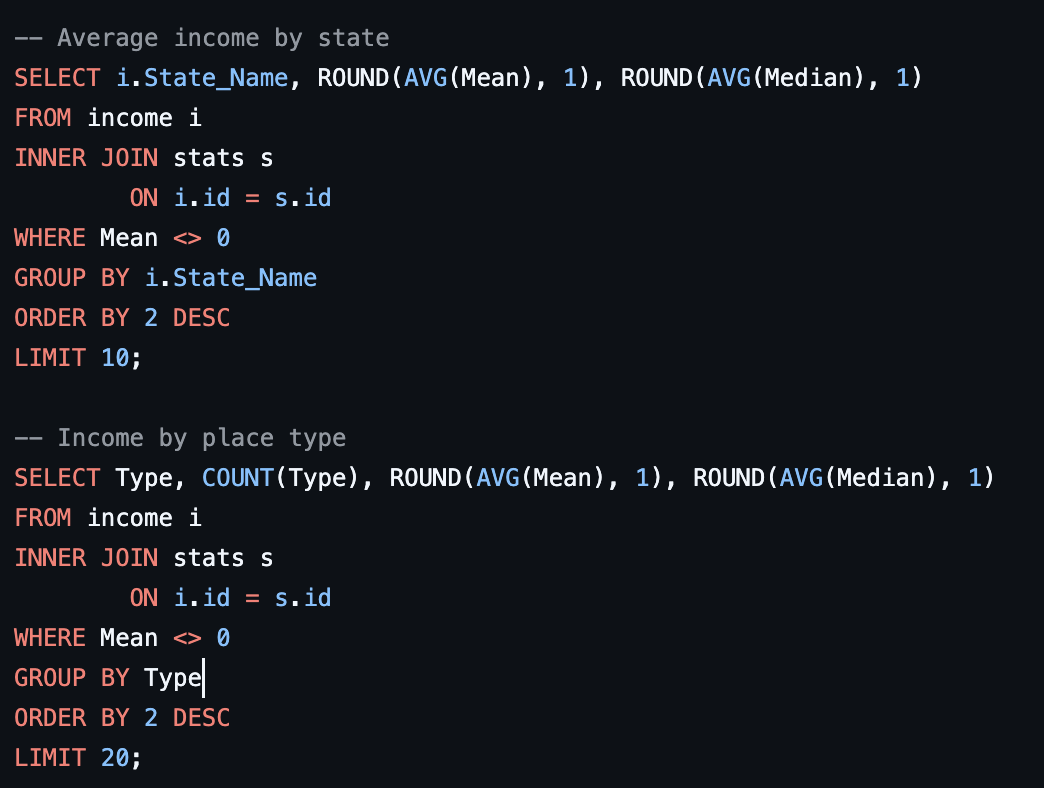 -- Average income by state
SELECT i.State_Name, ROUND(AVG(Mean), 1), ROUND(AVG(Median), 1)
FROM income i
INNER JOIN stats s
        ON i.id = s.id
WHERE Mean <> 0
GROUP BY i.State_Name
ORDER BY 2 DESC
LIMIT 10;

-- Income by place type
SELECT Type, COUNT(Type), ROUND(AVG(Mean), 1), ROUND(AVG(Median), 1)
FROM income i
INNER JOIN stats s
        ON i.id = s.id
WHERE Mean <> 0
GROUP BY Type
ORDER BY 2 DESC
LIMIT 20;